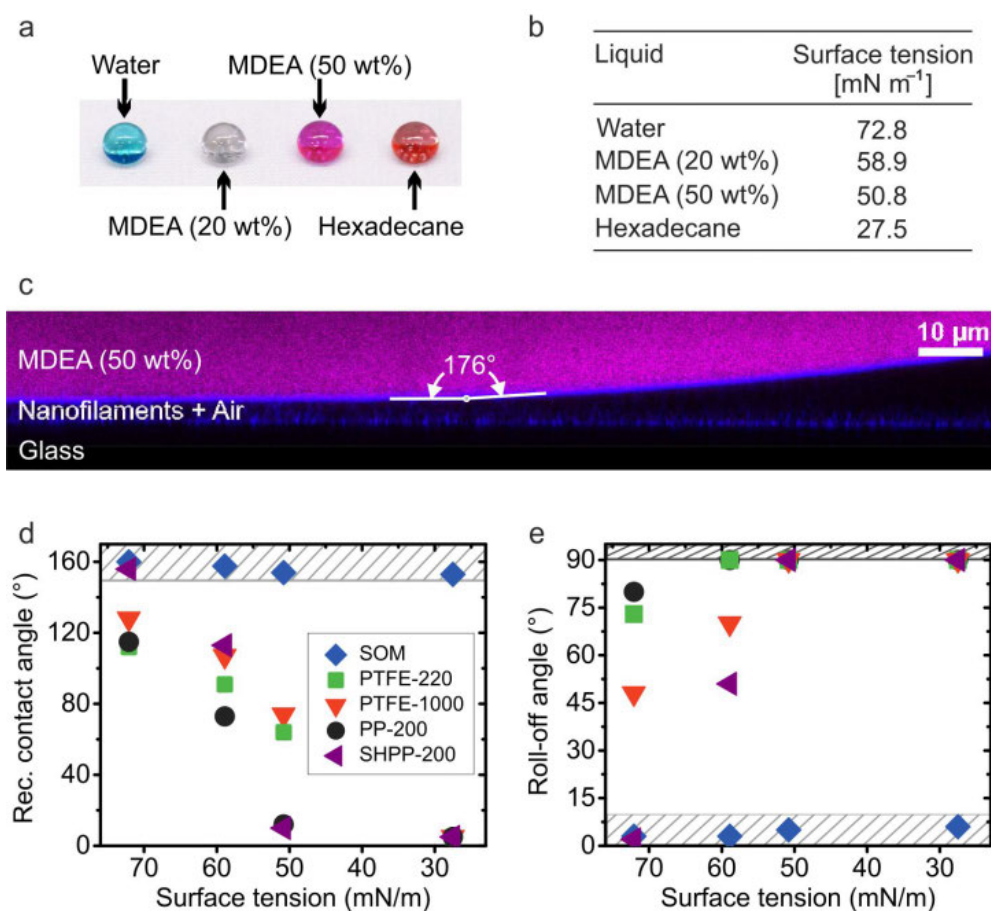 a
Water
MDEA (50 wt%)
MDEA (20 wt%)
Hexadecane
b
Liquid Surface tension
[mN m⁻¹]
Water 72.8
MDEA (20 wt%) 58.9
MDEA (50 wt%) 50.8
Hexadecane 27.5
c
10 µm
MDEA (50 wt%)
176°
Nanofilaments + Air
Glass
d
Rec. contact angle (°)
160
120
80
40
0
SOM
PTFE-220
PTFE-1000
PP-200
SHPP-200
70 60 50 40 30
Surface tension (mN/m)
e
Roll-off angle (°)
90
75
60
45
30
15
0
70 60 50 40 30
Surface tension (mN/m)